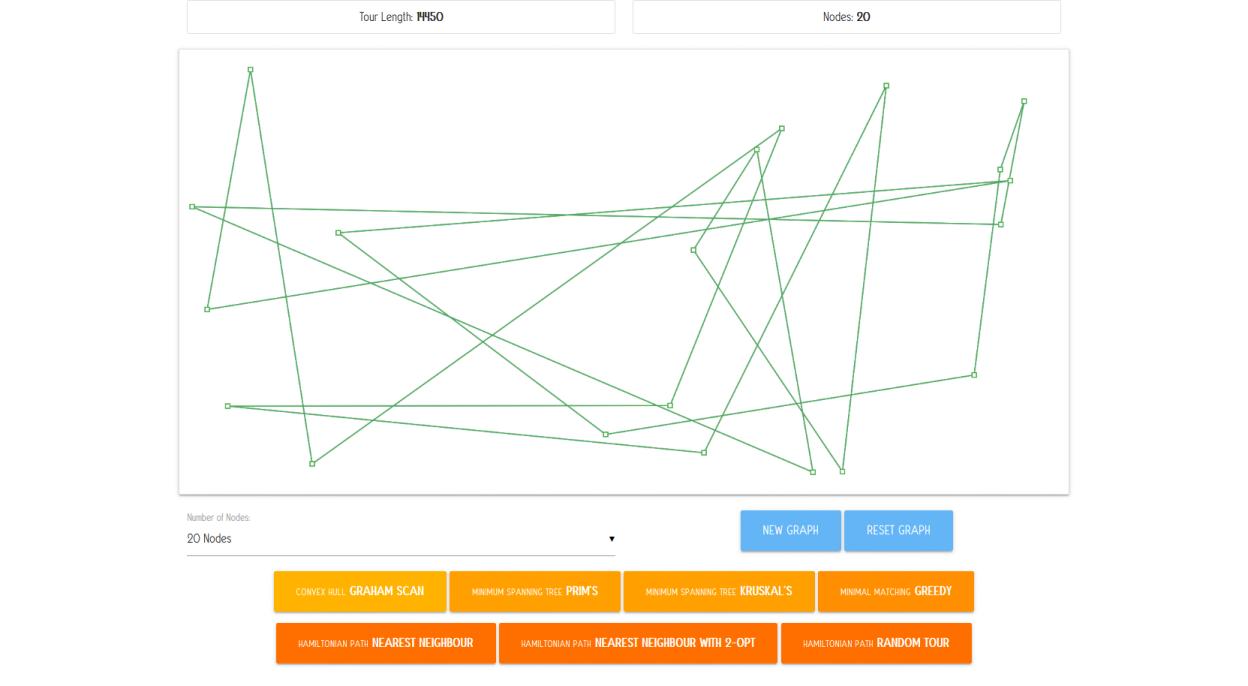 Tour Length: 14450
Nodes: 20
Number of Nodes:
20 Nodes
NEW GRAPH
RESET GRAPH
CONVEX HULL GRAHAM SCAN
MINIMUM SPANNING TREE PRIM'S
MINIMUM SPANNING TREE KRUSKAL'S
MINIMAL MATCHING GREEDY
HAMILTONIAN PATH NEAREST NEIGHBOUR
HAMILTONIAN PATH NEAREST NEIGHBOUR WITH 2-OPT
HAMILTONIAN PATH RANDOM TOUR